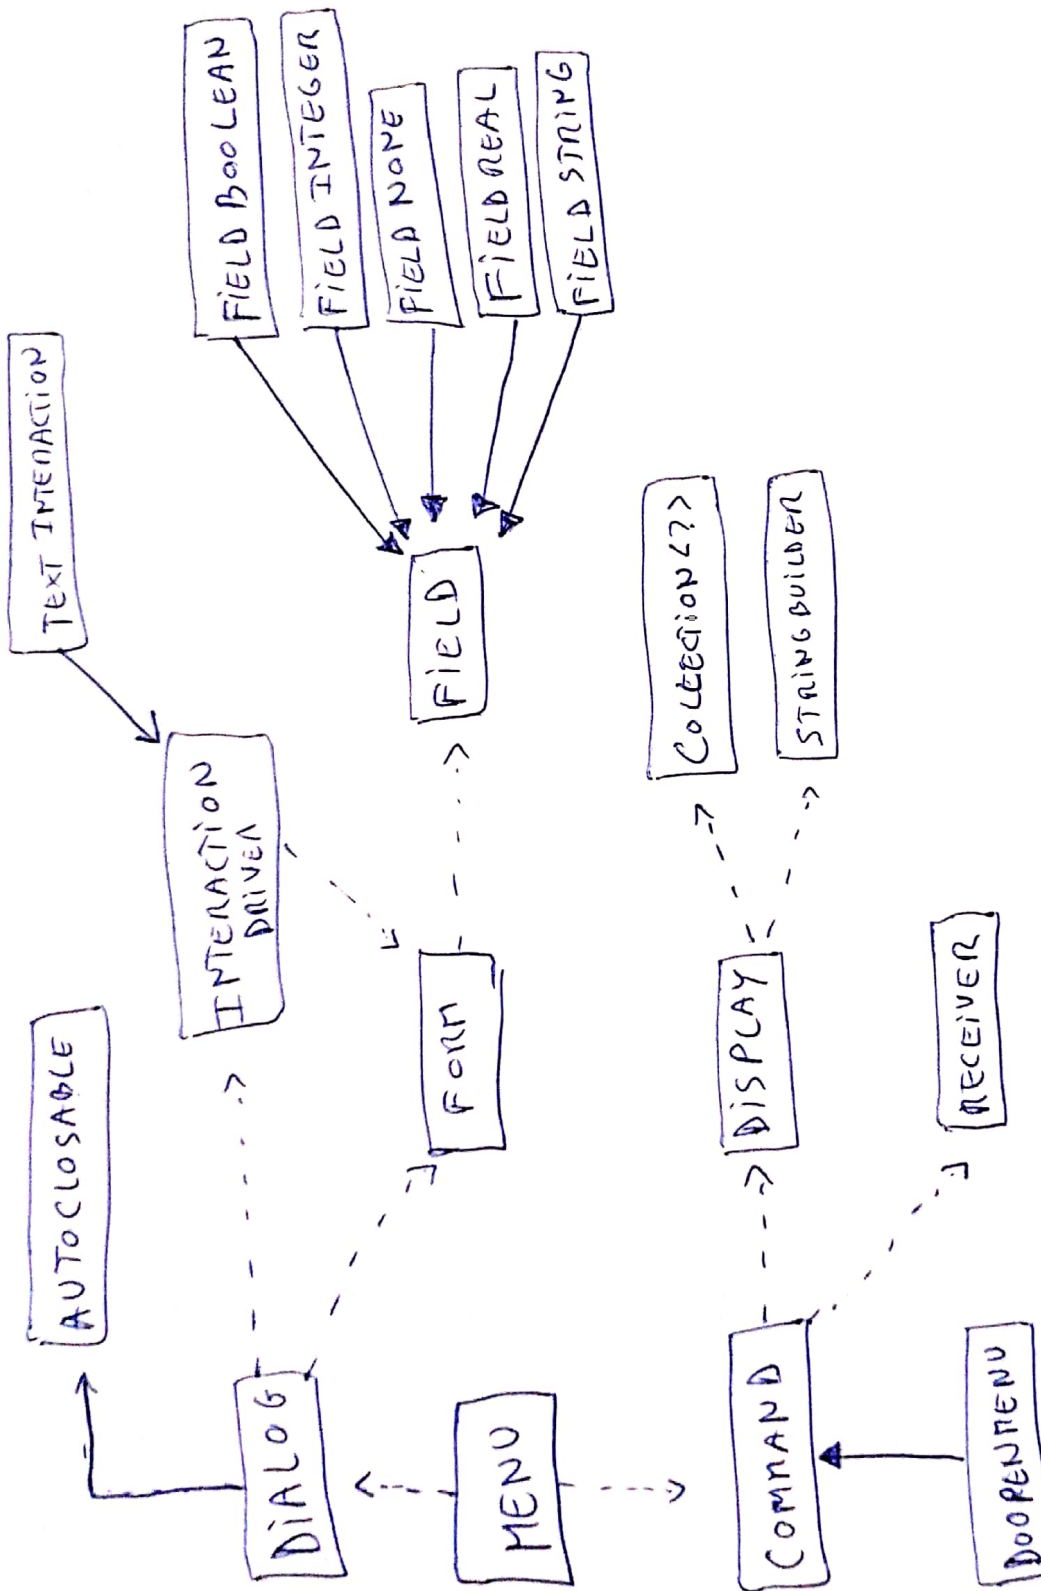 AUTOCLOSABLE
TEXT INTERACTION
DIALOG
INTERACTION
DRIVER
FIELD BOOLEAN
FIELD INTEGER
FIELD NONE
FIELD REAL
FIELD STRING
MENU
FORM
FIELD
COMMAND
DISPLAY
COLLECTION<?>
STRINGBUILDER
RECEIVER
DOOPENMENU